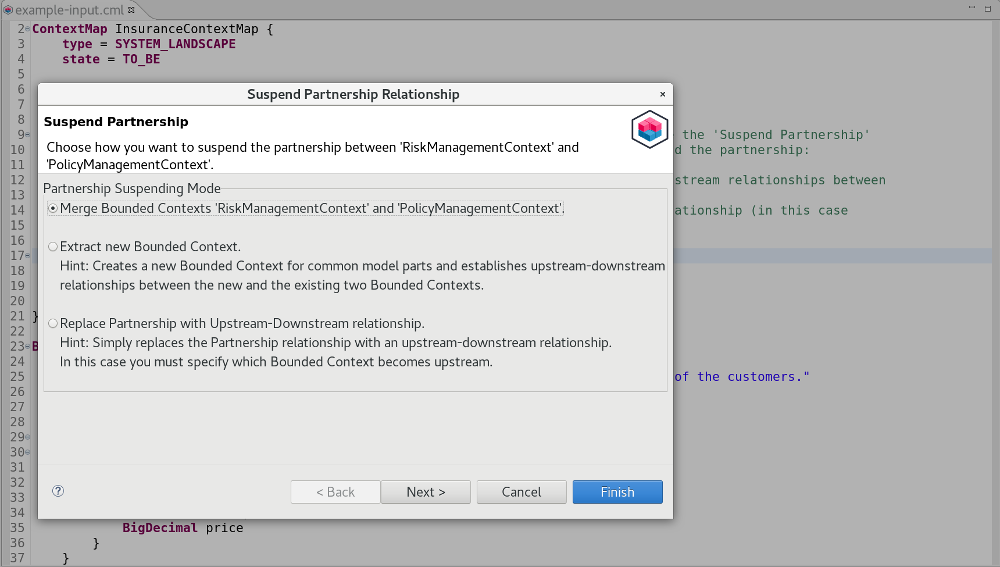 example-input.cml
2 ContextMap InsuranceContextMap {
3 type = SYSTEM_LANDSCAPE
4 state = TO_BE
5
6
7
8
Suspend Partnership Relationship
Suspend Partnership
Choose how you want to suspend the partnership between 'RiskManagementContext' and
'PolicyManagementContext'.
9 the 'Suspend Partnership'
10 the partnership:
11
12 stream relationships between
13
14 ationship (in this case
15
16
17
18
19
20
21 }
22
23 B
24
25 of the customers."
26
27
28
29
30
31
32
33
34
Partnership Suspending Mode
Merge Bounded Contexts 'RiskManagementContext' and 'PolicyManagementContext'.
Extract new Bounded Context.
Hint: Creates a new Bounded Context for common model parts and establishes upstream-downstream
relationships between the new and the existing two Bounded Contexts.
Replace Partnership with Upstream-Downstream relationship.
Hint: Simply replaces the Partnership relationship with an upstream-downstream relationship.
In this case you must specify which Bounded Context becomes upstream.
?
< Back
Next >
Cancel
Finish
35 BigDecimal price
36 }
37 }